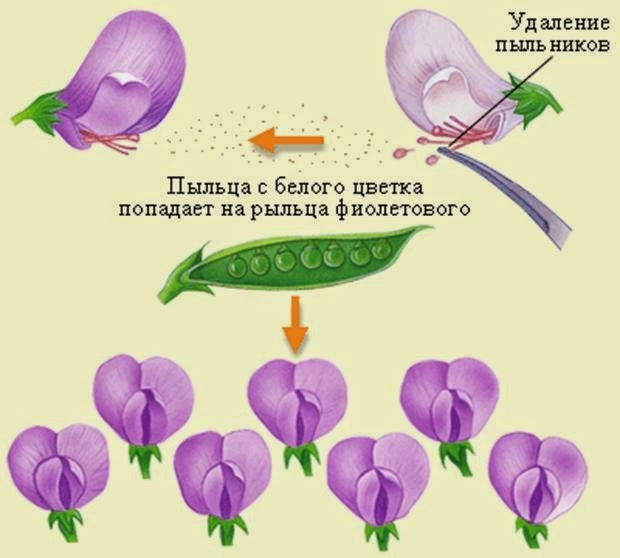 Удаление
пыльников
Пыльца с белого цветка
попадает на рыльца фиолетового